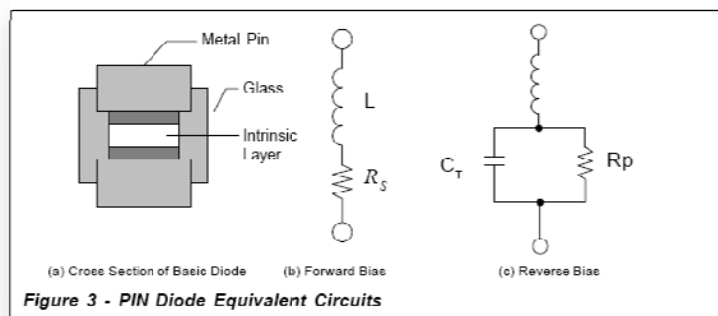 Metal Pin
Glass
Intrinsic
Layer
L
R_S
C_T
Rp
(a) Cross Section of Basic Diode
(b) Forward Bias
(c) Reverse Bias
Figure 3 - PIN Diode Equivalent Circuits